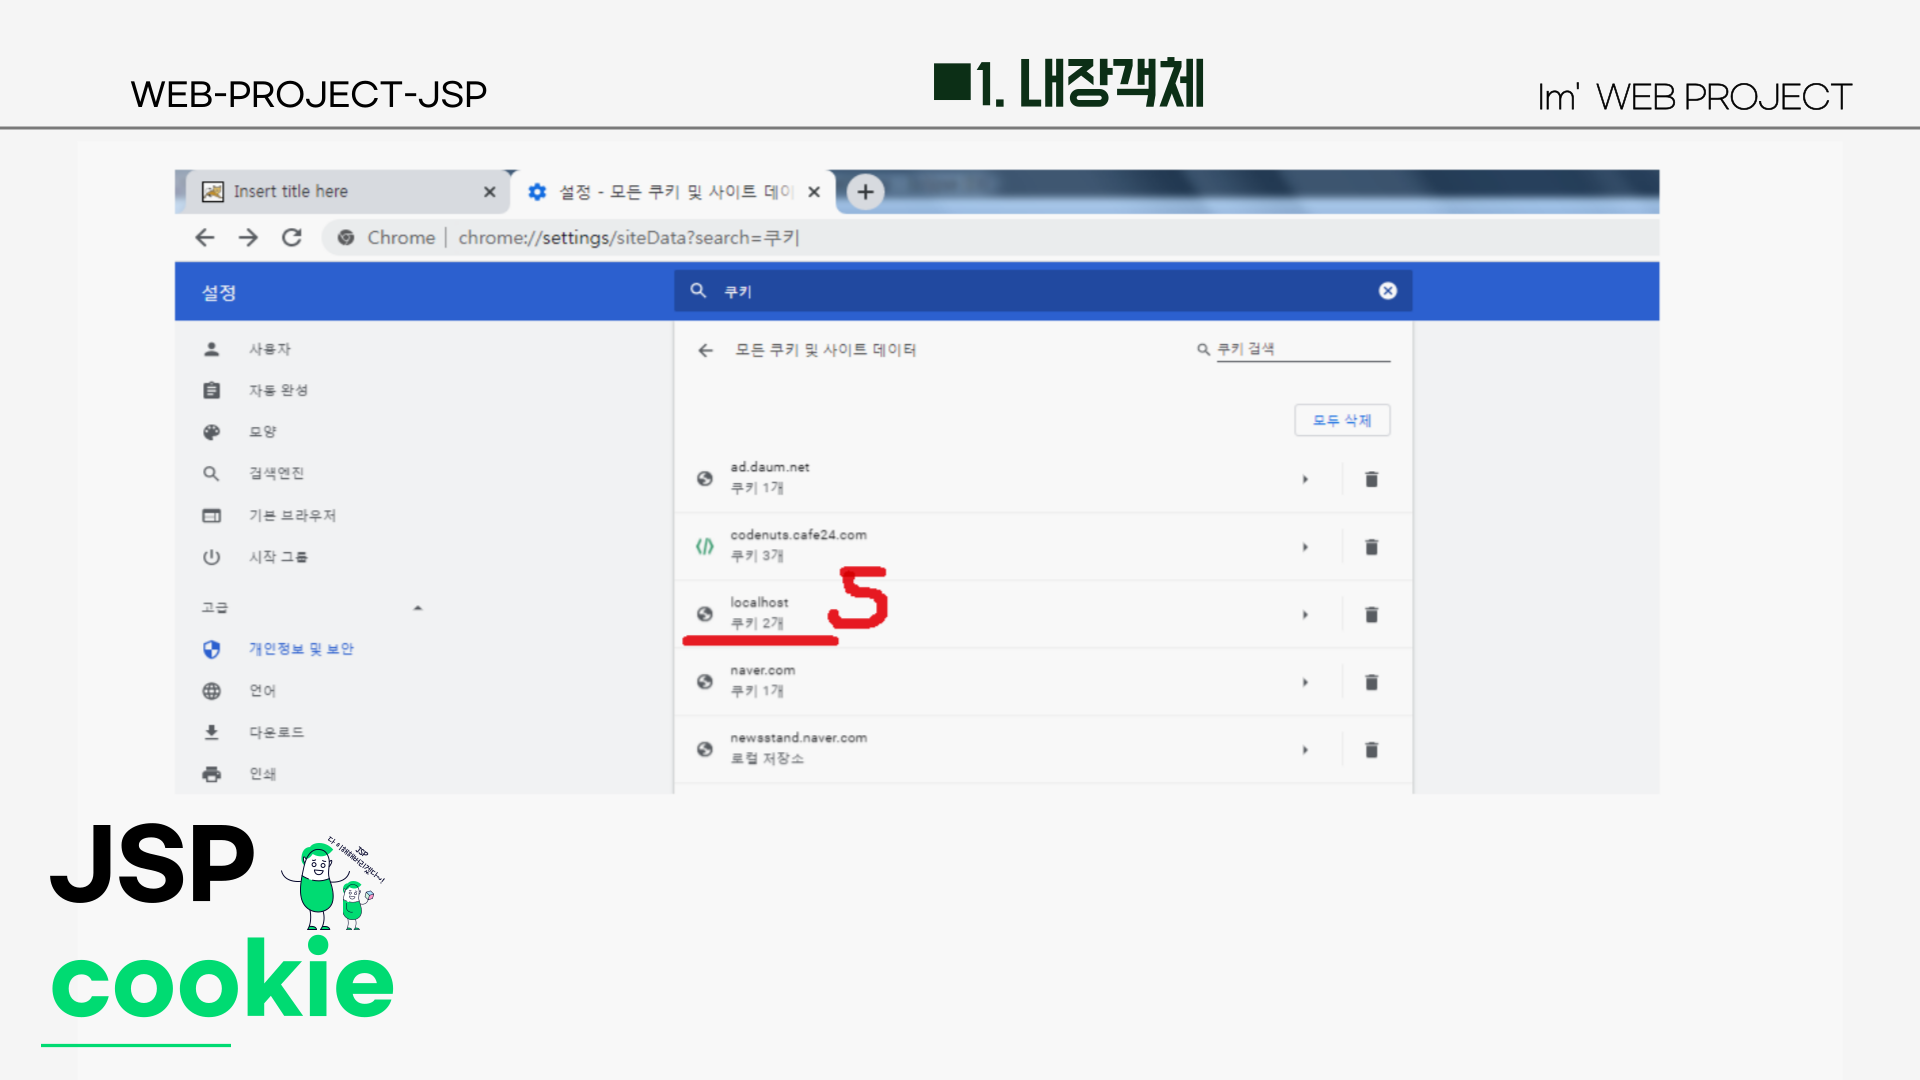 WEB-PROJECT-JSP
■1. 내장객체
Im' WEB PROJECT
Insert title here
설정 - 모든 쿠키 및 사이트 데이
Chrome | chrome://settings/siteData?search=쿠키
설정
쿠키
사용자
자동 완성
모양
검색엔진
기본 브라우저
시작 그룹
고급
개인정보 및 보안
언어
다운로드
인쇄
모든 쿠키 및 사이트 데이터
쿠키 검색
모두 삭제
ad.daum.net
쿠키 1개
codenuts.cafe24.com
쿠키 3개
localhost
쿠키 2개
5
naver.com
쿠키 1개
newsstand.naver.com
로컬 저장소
JSP
JSP
cookie